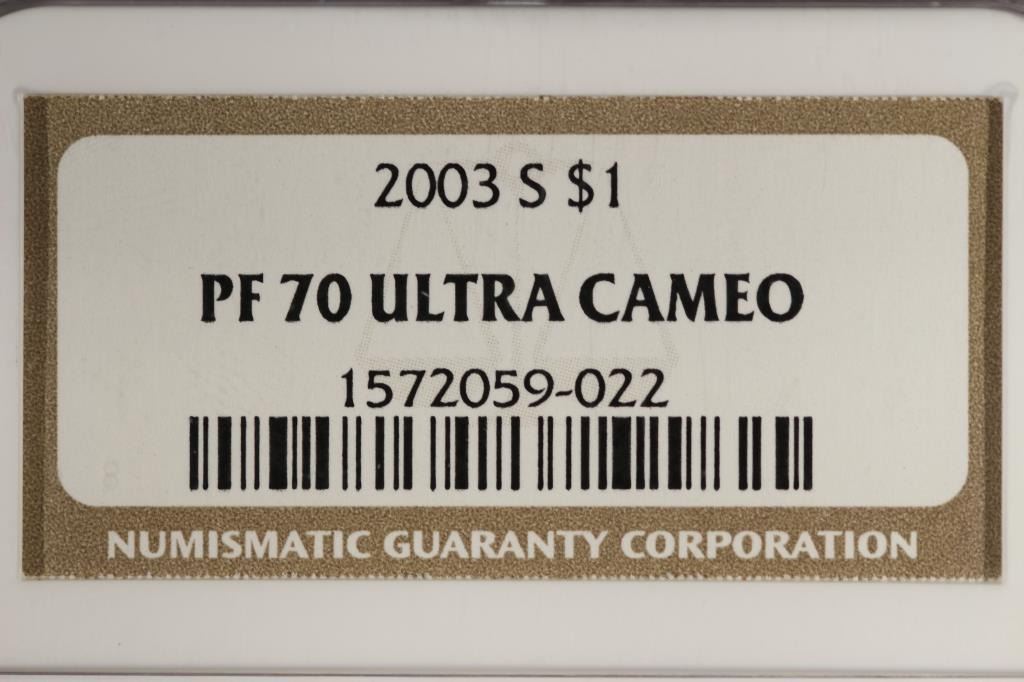 2003 S $1
PF 70 ULTRA CAMEO
1572059-022
NUMISMATIC GUARANTY CORPORATION